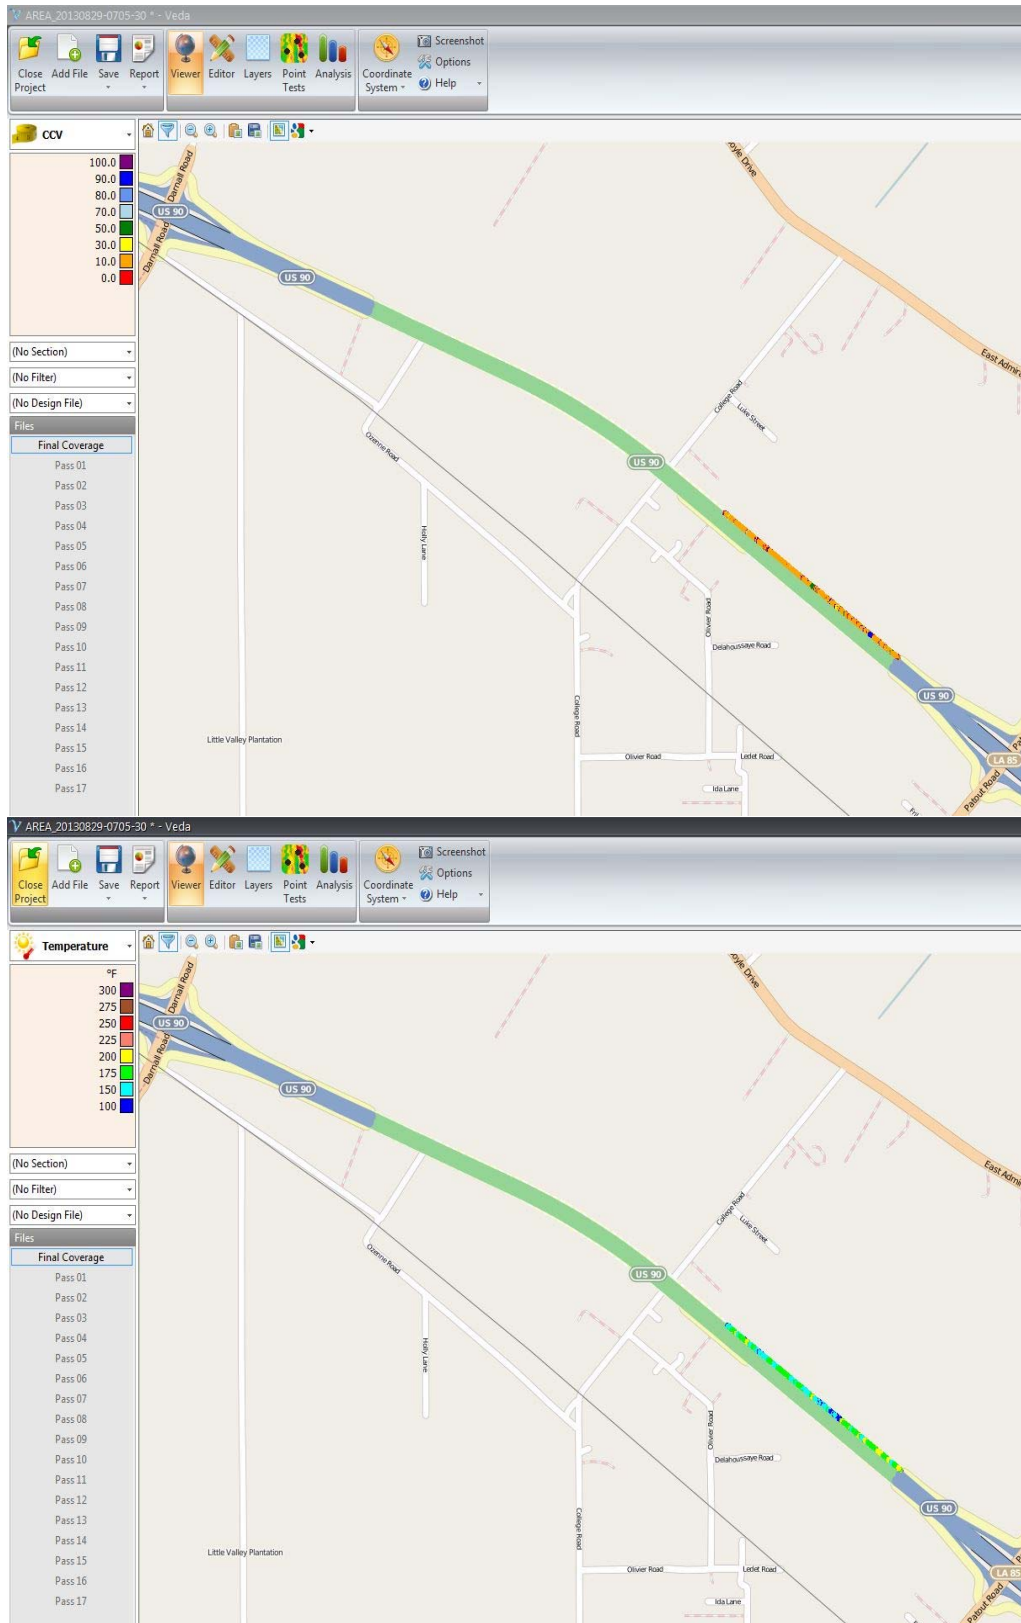 AREA_20130829-0705-30 * - Veda
Close Project
Add File
Save
Report
Viewer
Editor
Layers
Point Tests
Analysis
Coordinate System
Screenshot
Options
Help
CCV
100.0
90.0
80.0
70.0
50.0
30.0
10.0
0.0
(No Section)
(No Filter)
(No Design File)
Files
Final Coverage
Pass 01
Pass 02
Pass 03
Pass 04
Pass 05
Pass 06
Pass 07
Pass 08
Pass 09
Pass 10
Pass 11
Pass 12
Pass 13
Pass 14
Pass 15
Pass 16
Pass 17
Darnall Road
US 90
Darnall Road
US 90
oyle Drive
East Admira
College Road
Luke Street
US 90
Ozenne Road
Holly Lane
Olivier Road
Delahoussaye Road
College Road
US 90
Little Valley Plantation
Olivier Road
Ledet Road
LA 85
Ida Lane
Patout Road
AREA_20130829-0705-30 * - Veda
Close Project
Add File
Save
Report
Viewer
Editor
Layers
Point Tests
Analysis
Coordinate System
Screenshot
Options
Help
Temperature
°F
300
275
250
225
200
175
150
100
(No Section)
(No Filter)
(No Design File)
Files
Final Coverage
Pass 01
Pass 02
Pass 03
Pass 04
Pass 05
Pass 06
Pass 07
Pass 08
Pass 09
Pass 10
Pass 11
Pass 12
Pass 13
Pass 14
Pass 15
Pass 16
Pass 17
Darnall Road
US 90
Darnall Road
US 90
oyle Drive
East Admir
College Road
Luke Street
US 90
Ozenne Road
Holly Lane
Olivier Road
Delahoussaye Road
College Road
US 90
Little Valley Plantation
Olivier Road
Ledet Road
LA 85
Ida Lane
Patout Road